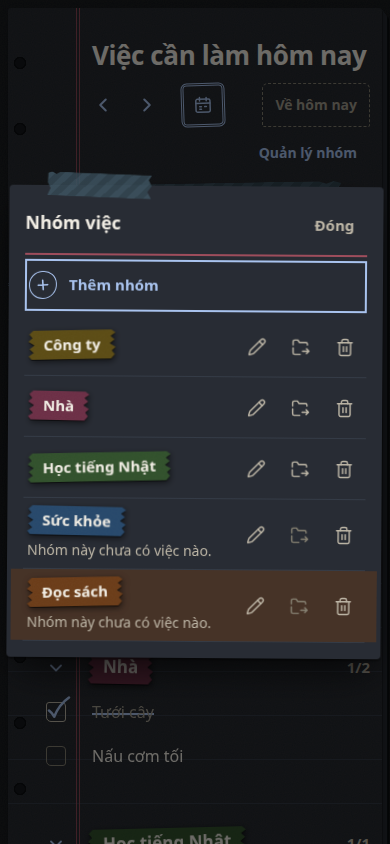 Việc cần làm hôm nay
Về hôm nay
Quản lý nhóm
Nhóm việc
Đóng
Thêm nhóm
Công ty
Nhà
Học tiếng Nhật
Sức khỏe
Nhóm này chưa có việc nào.
Đọc sách
Nhóm này chưa có việc nào.
Nhà 1/2
Tưới cây
Nấu cơm tối
Học tiếng Nhật 1/1